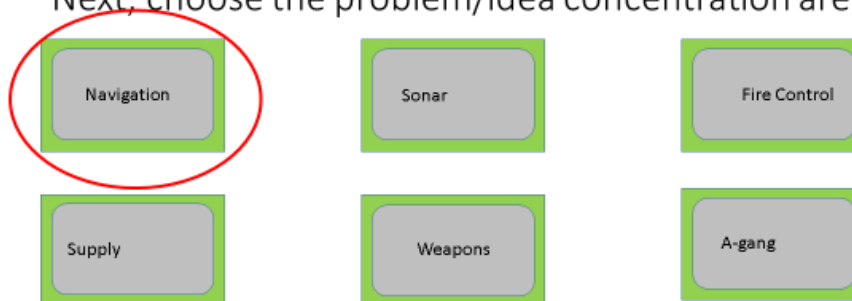 Next, choose the problem/idea concentration are
Navigation
Sonar
Fire Control
Supply
Weapons
A-gang